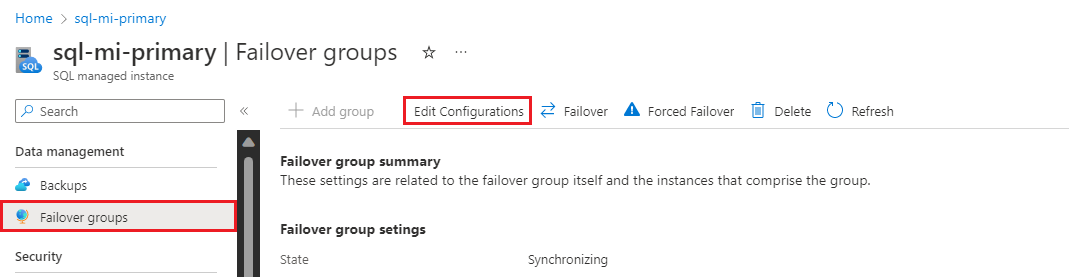 Home > sql-mi-primary
sql-mi-primary | Failover groups
SQL
SQL managed instance
Search
Add group Edit Configurations Failover Forced Failover Delete Refresh
Data management
Backups
Failover groups
Security
Failover group summary
These settings are related to the failover group itself and the instances that comprise the group.
Failover group setings
State Synchronizing